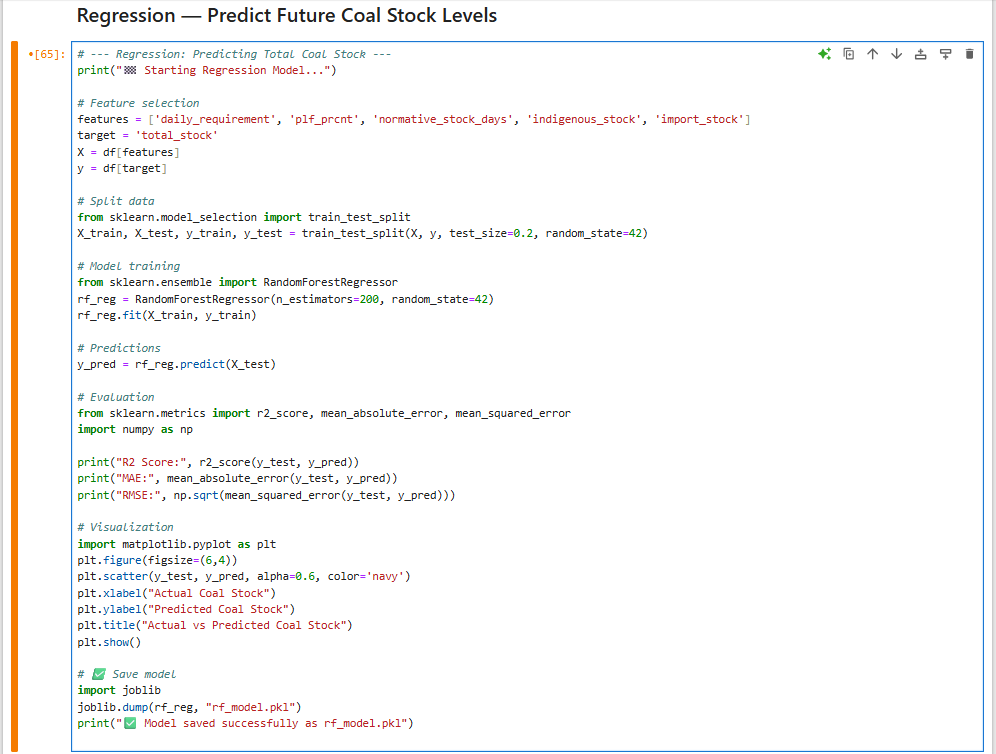 Regression — Predict Future Coal Stock Levels
•[65]:
# --- Regression: Predicting Total Coal Stock ---
print("🏁 Starting Regression Model...")
# Feature selection
features = ['daily_requirement', 'plf_prcnt', 'normative_stock_days', 'indigenous_stock', 'import_stock']
target = 'total_stock'
X = df[features]
y = df[target]
# Split data
from sklearn.model_selection import train_test_split
X_train, X_test, y_train, y_test = train_test_split(X, y, test_size=0.2, random_state=42)
# Model training
from sklearn.ensemble import RandomForestRegressor
rf_reg = RandomForestRegressor(n_estimators=200, random_state=42)
rf_reg.fit(X_train, y_train)
# Predictions
y_pred = rf_reg.predict(X_test)
# Evaluation
from sklearn.metrics import r2_score, mean_absolute_error, mean_squared_error
import numpy as np
print("R2 Score:", r2_score(y_test, y_pred))
print("MAE:", mean_absolute_error(y_test, y_pred))
print("RMSE:", np.sqrt(mean_squared_error(y_test, y_pred)))
# Visualization
import matplotlib.pyplot as plt
plt.figure(figsize=(6,4))
plt.scatter(y_test, y_pred, alpha=0.6, color='navy')
plt.xlabel("Actual Coal Stock")
plt.ylabel("Predicted Coal Stock")
plt.title("Actual vs Predicted Coal Stock")
plt.show()
# ✅ Save model
import joblib
joblib.dump(rf_reg, "rf_model.pkl")
print("✅ Model saved successfully as rf_model.pkl")